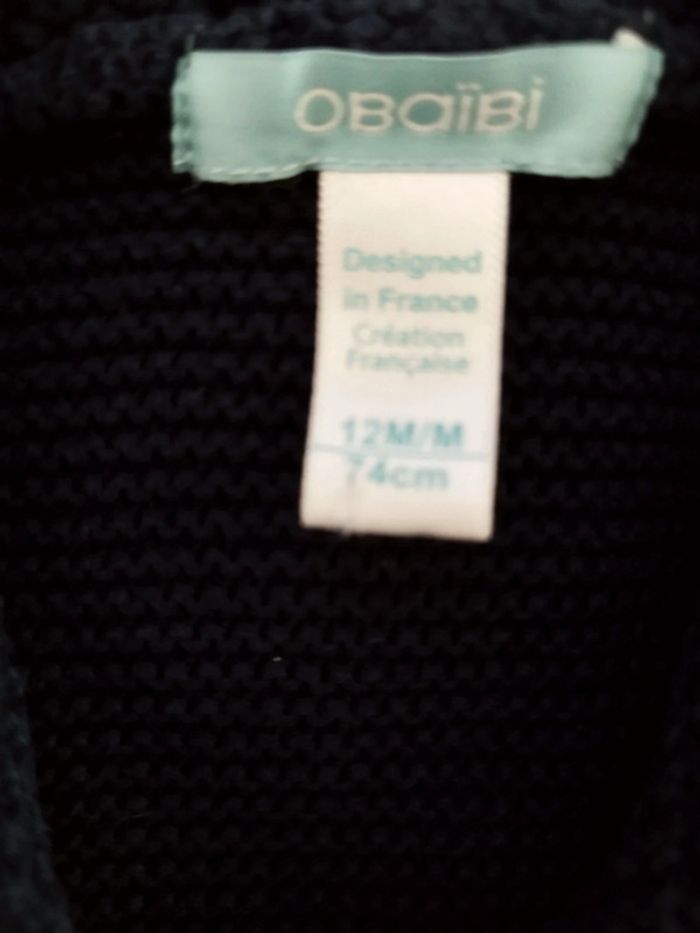 OBaïBi
Designed
in France
Création
Française
12M/M
74cm